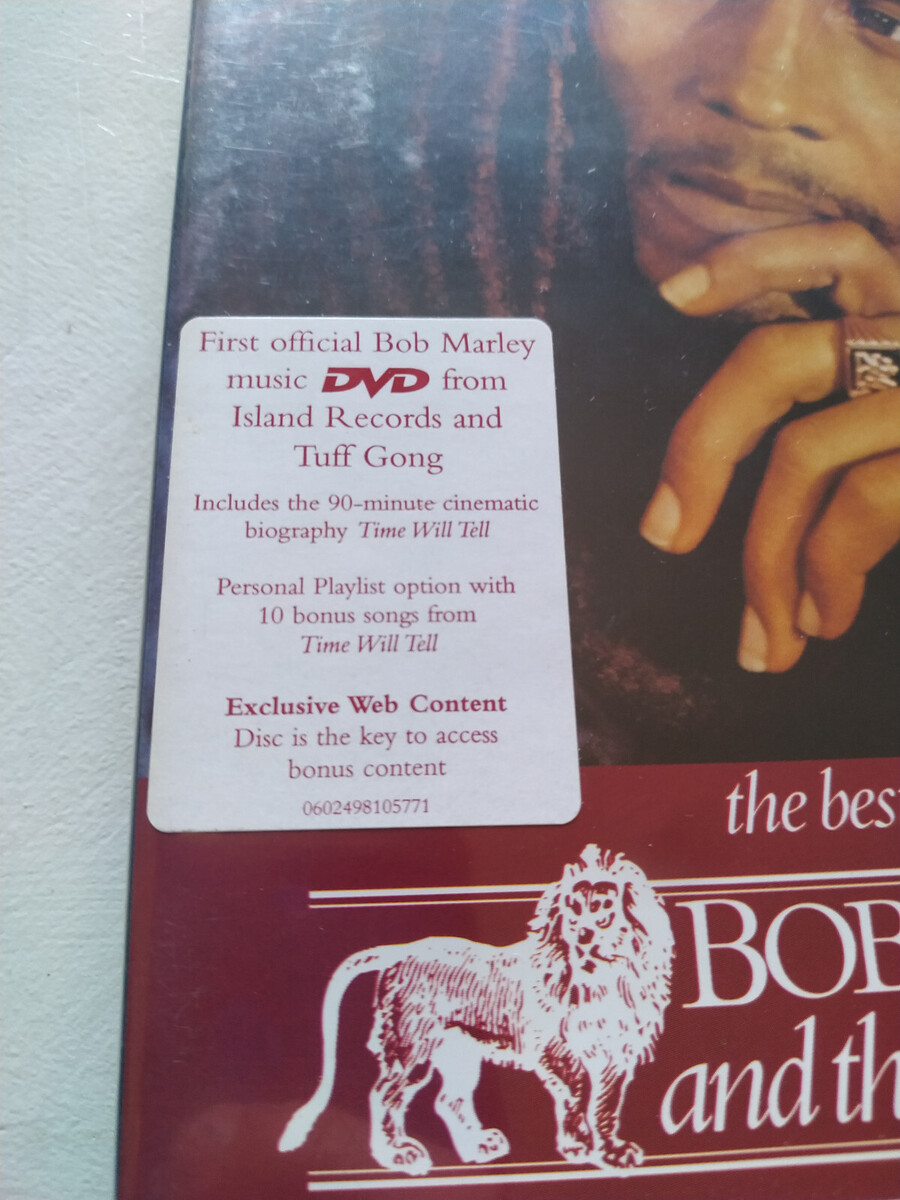 First official Bob Marley
music DVD from
Island Records and
Tuff Gong
Includes the 90-minute cinematic
biography Time Will Tell
Personal Playlist option with
10 bonus songs from
Time Will Tell
Exclusive Web Content
Disc is the key to access
bonus content
0602498105771
the best
BOB
and th